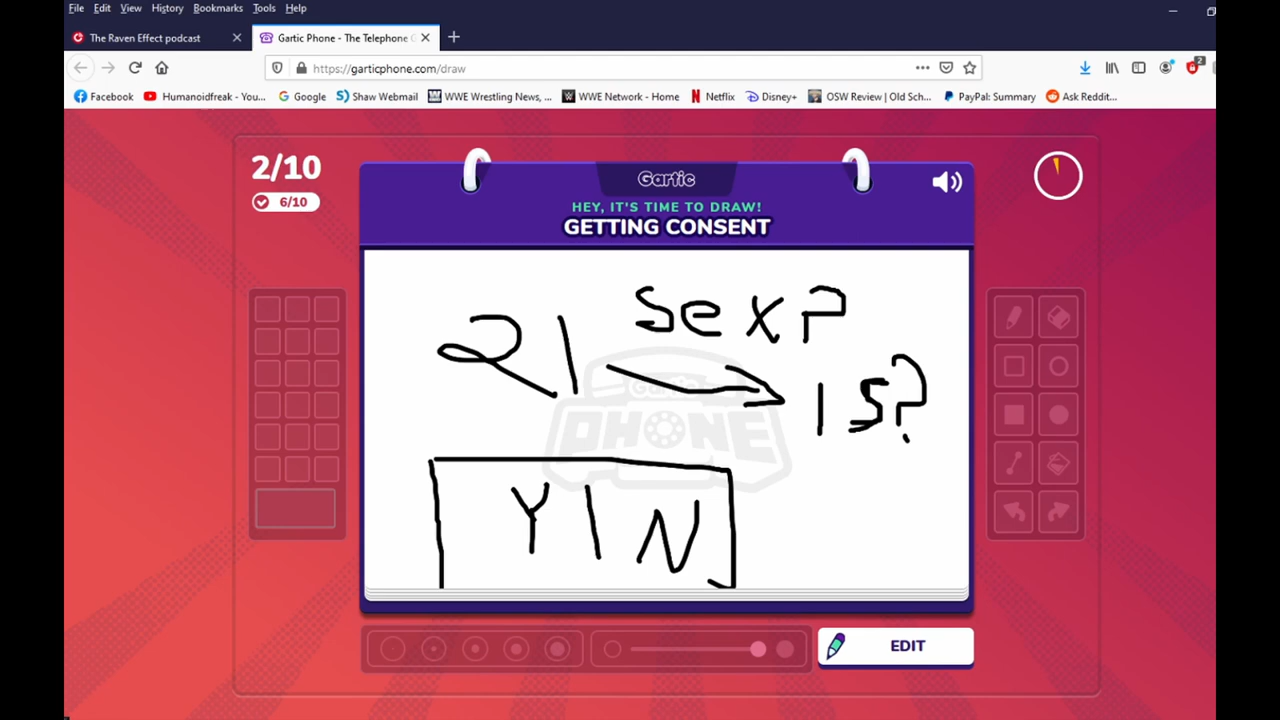 File Edit View History Bookmarks Tools Help
The Raven Effect podcast
Gartic Phone - The Telephone G
https://garticphone.com/draw
Facebook Humanoidfreak - You... Google Shaw Webmail WWE Wrestling News, ... WWE Network - Home Netflix Disney+ OSW Review | Old Sch... PayPal: Summary Ask Reddit... 2
2/10
6/10
Gartic
HEY, IT'S TIME TO DRAW!
GETTING CONSENT
Sex?
21
15?
Gartic
PHONE
Y | N
EDIT